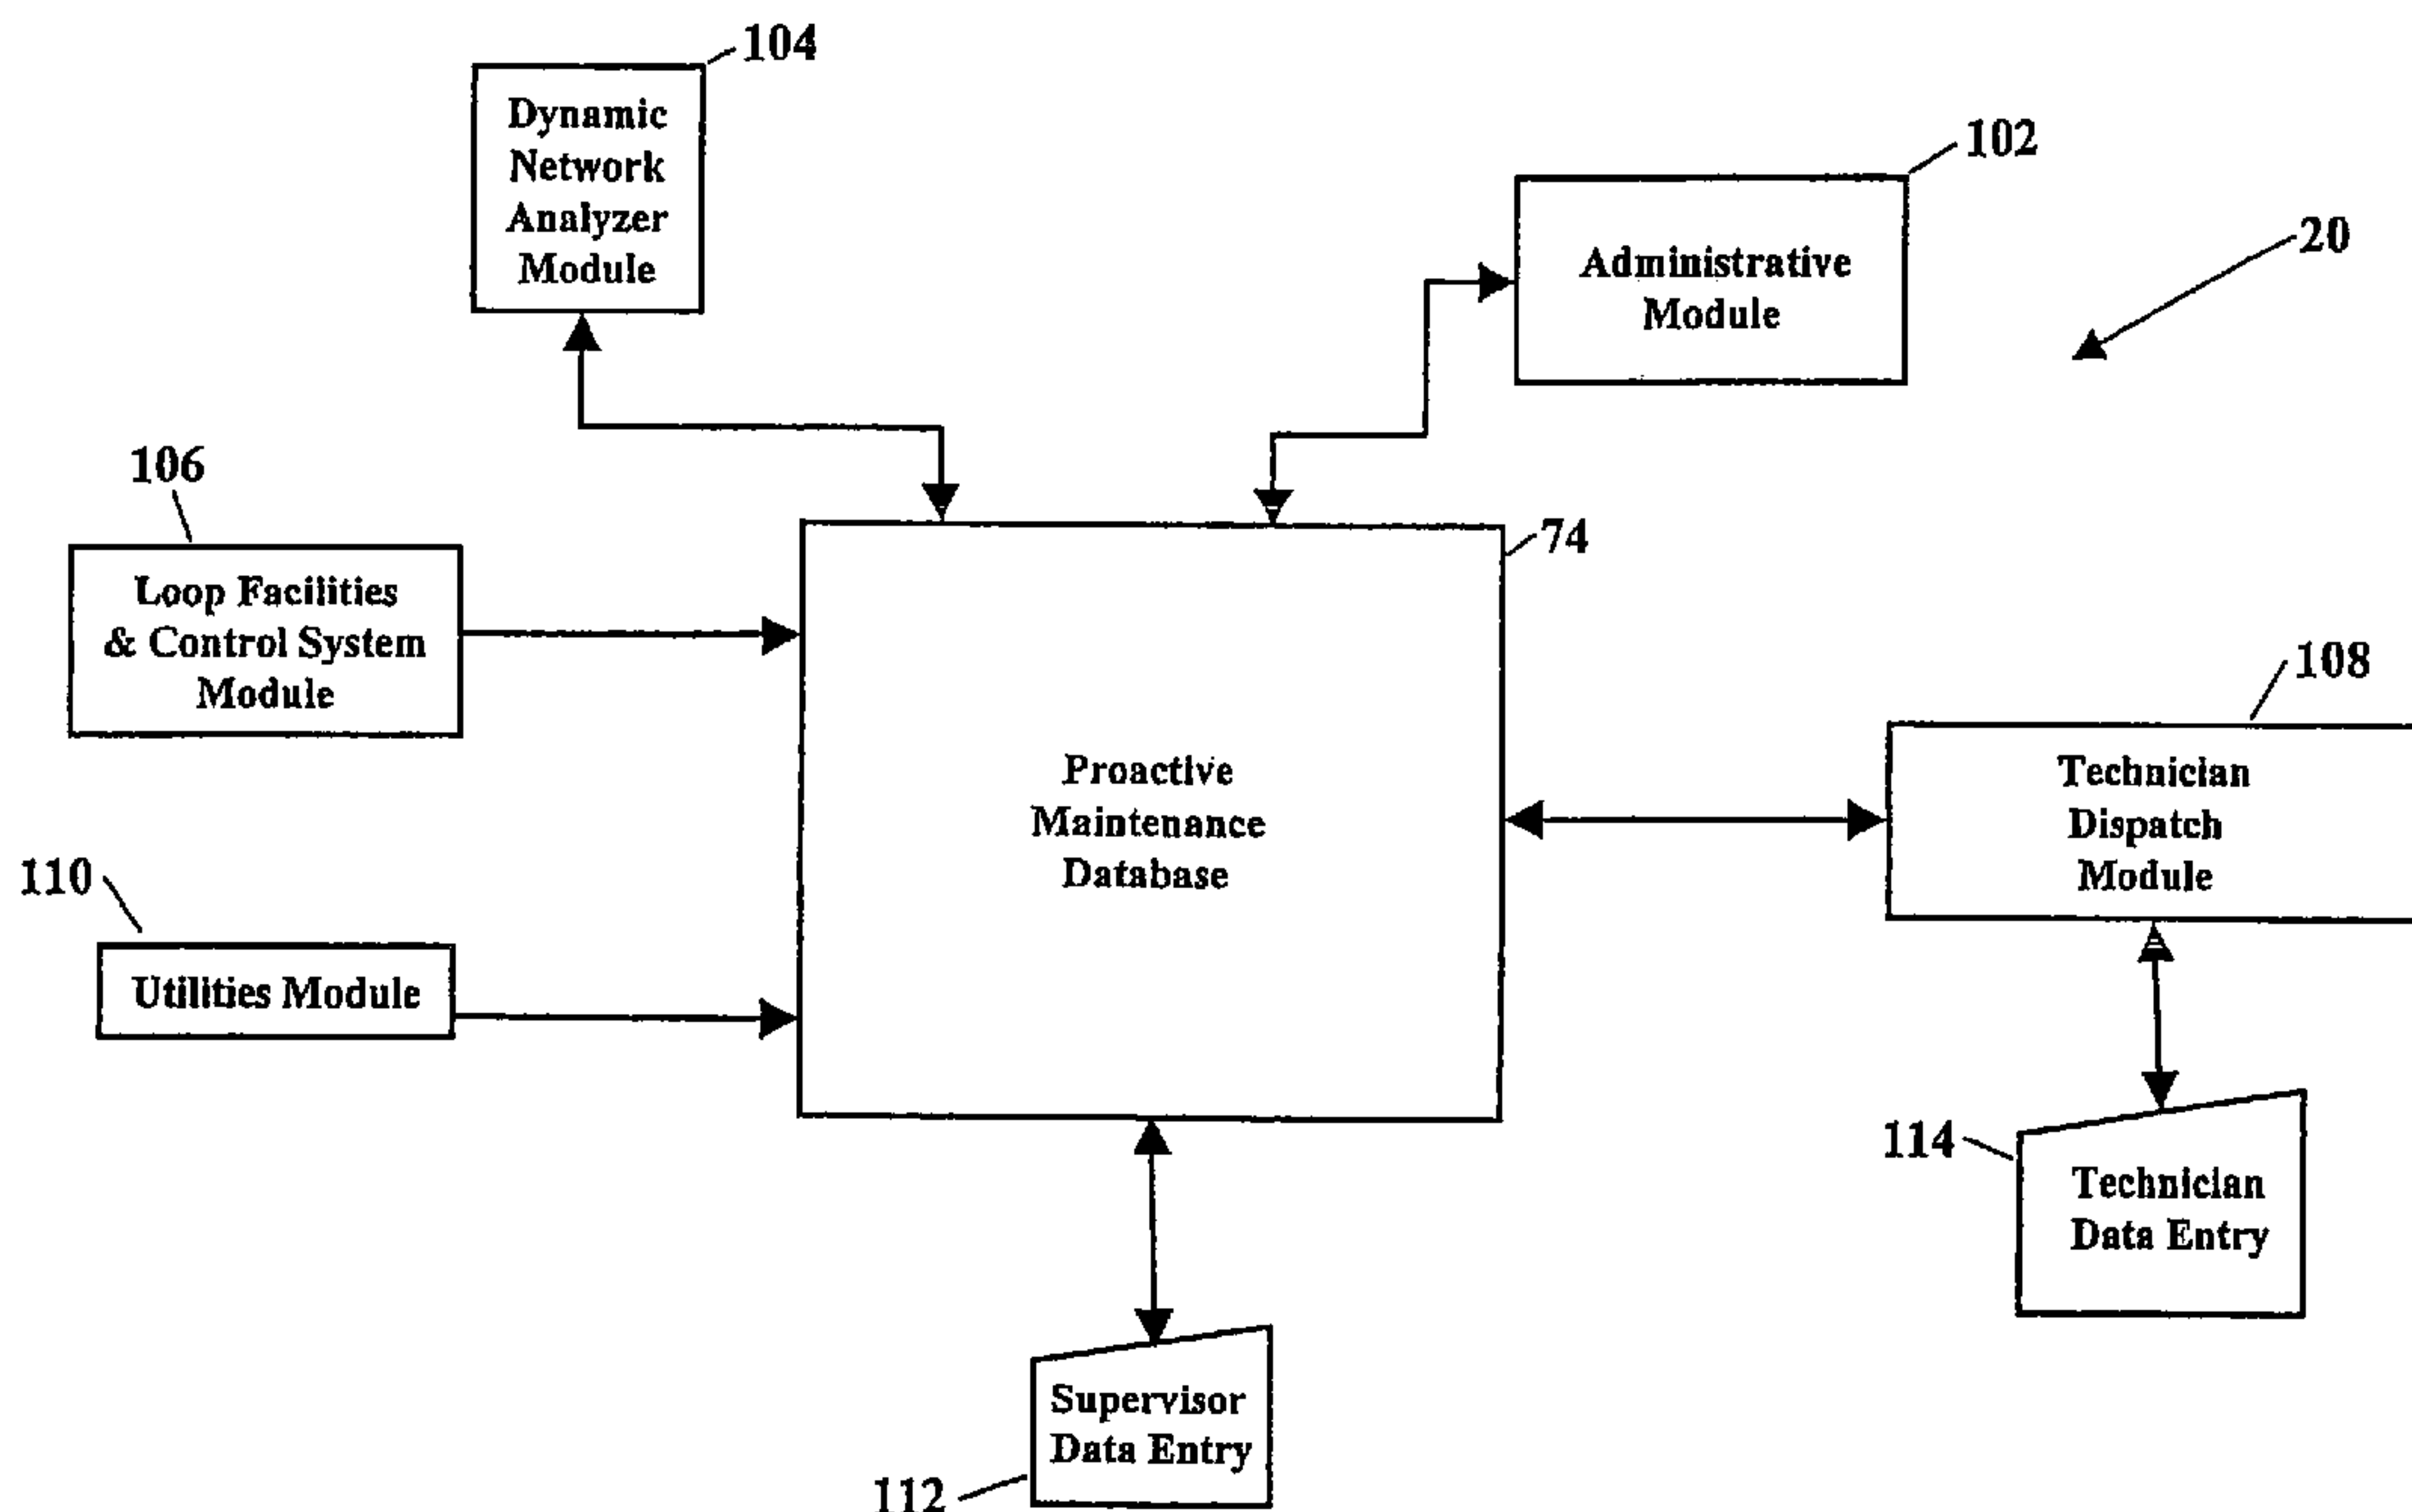 104
Dynamic
Network
Analyzer
Module
102
Administrative
Module
20
106
Loop Facilities
& Control System
Module
74
Proactive
Maintenance
Database
108
Technician
Dispatch
Module
110
Utilities Module
114
Technician
Data Entry
Supervisor
Data Entry
112